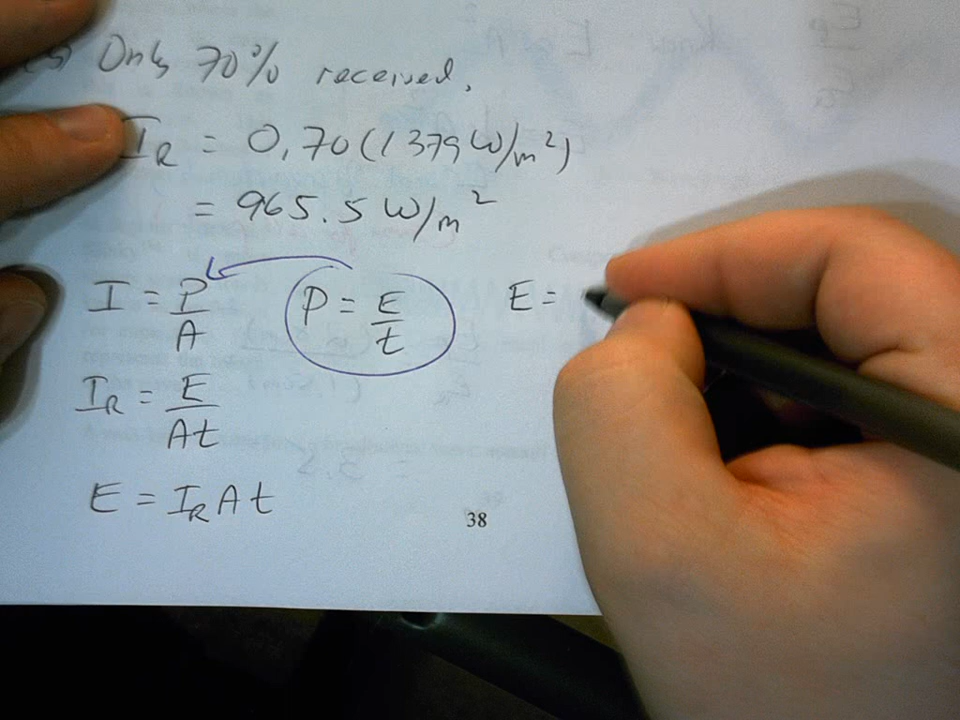 Only 70% received.
I_R = 0.70 (1379 W/m²)
= 965.5 W/m²
I = P/A P = E/t E =
I_R = E/At
E = I_R A t
38